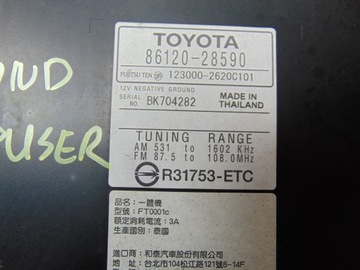 TOYOTA
86120-28590
FUJITSU TEN 123000-2620C101
12V NEGATIVE GROUND
SERIAL NO. BK704282 MADE IN THAILAND
TUNING RANGE
AM 531 to 1602 KHz
FM 87.5 to 108.0MHz
R31753-ETC
品名：一體機
型號：FT0001c
額定消耗電流：3A
生產國別：泰國
進口商：和泰汽車股份有限公司
地址：台北市104松江路121號8-14F